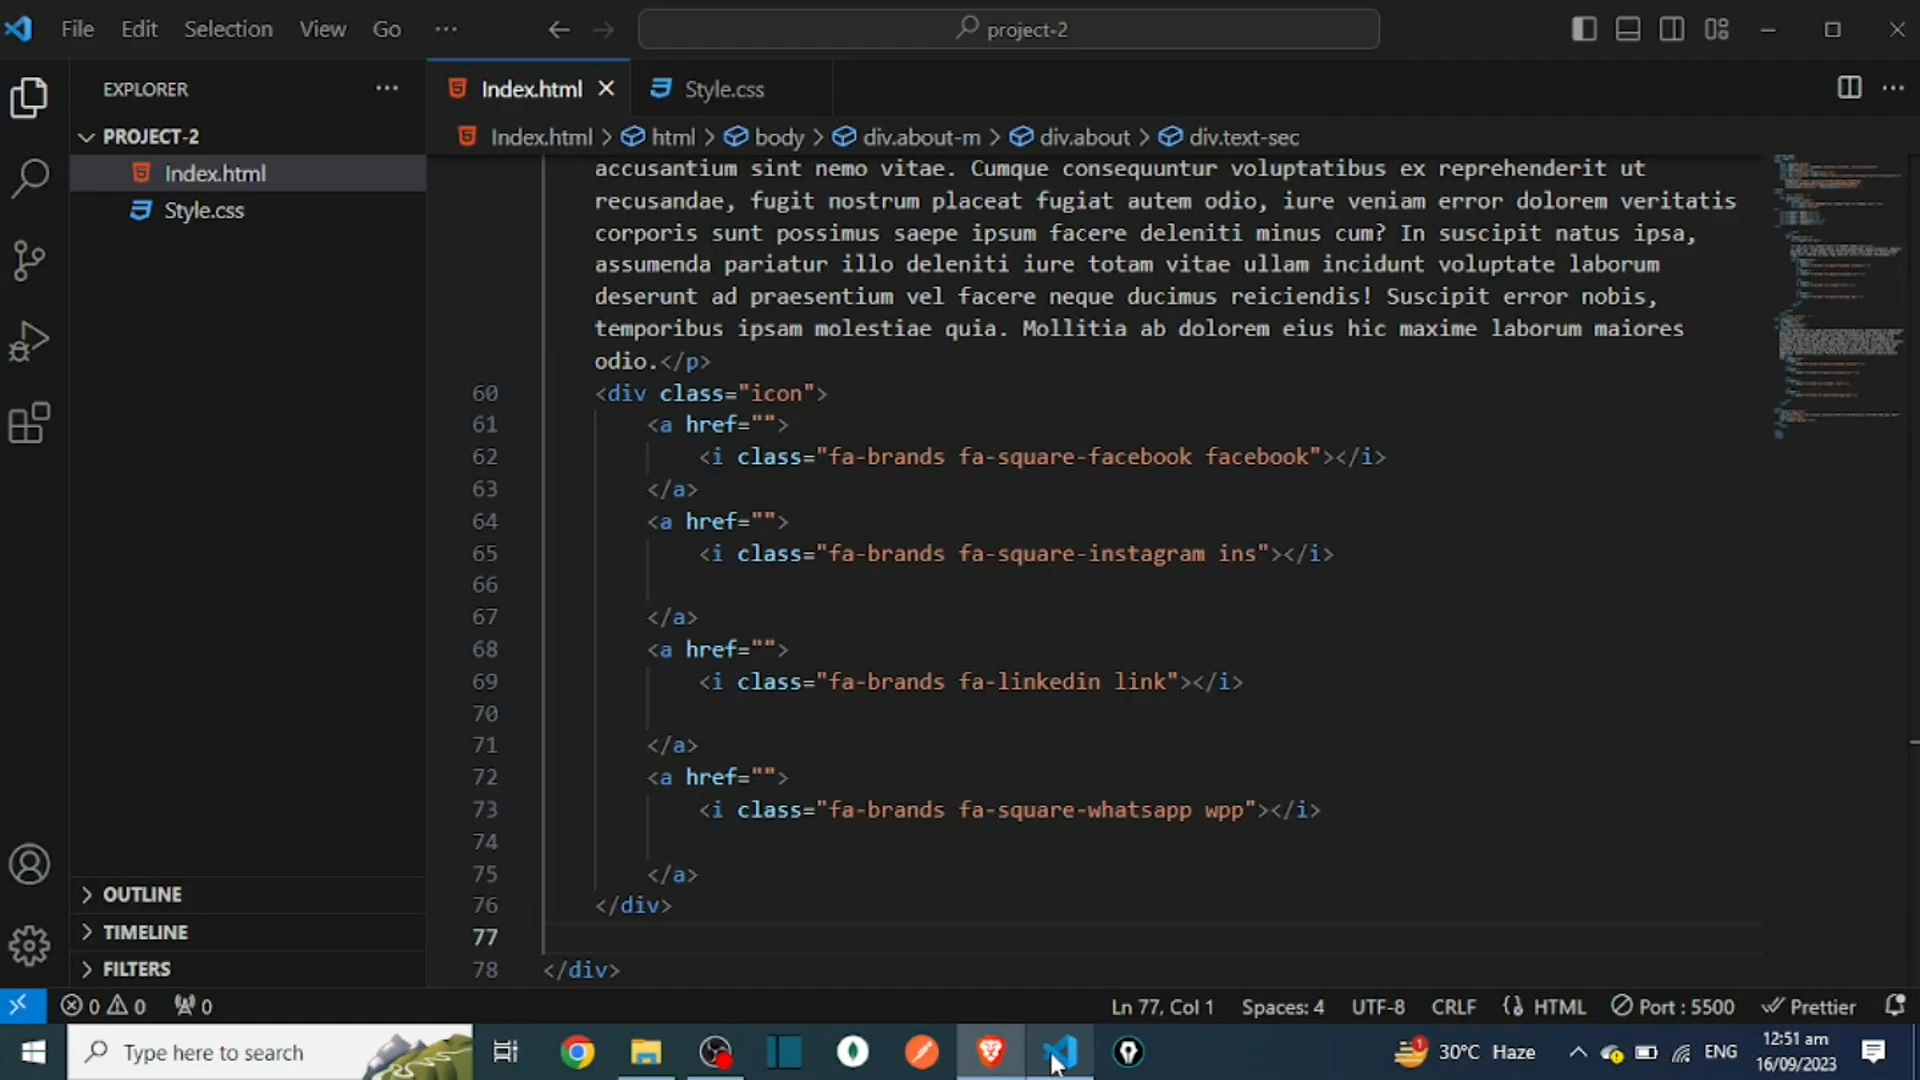 File Edit Selection View Go ···
project-2
EXPLORER ···
PROJECT-2
Index.html
Style.css
OUTLINE
TIMELINE
FILTERS
Index.html
Style.css
Index.html > html > body > div.about-m > div.about > div.text-sec
accusantium sint nemo vitae. Cumque consequuntur voluptatibus ex reprehenderit ut
recusandae, fugit nostrum placeat fugiat autem odio, iure veniam error dolorem veritatis
corporis sunt possimus saepe ipsum facere deleniti minus cum? In suscipit natus ipsa,
assumenda pariatur illo deleniti iure totam vitae ullam incidunt voluptate laborum
deserunt ad praesentium vel facere neque ducimus reiciendis! Suscipit error nobis,
temporibus ipsam molestiae quia. Mollitia ab dolorem eius hic maxime laborum maiores
odio.</p>
60 <div class="icon">
61 <a href="">
62 <i class="fa-brands fa-square-facebook facebook"></i>
63 </a>
64 <a href="">
65 <i class="fa-brands fa-square-instagram ins"></i>
66
67 </a>
68 <a href="">
69 <i class="fa-brands fa-linkedin link"></i>
70
71 </a>
72 <a href="">
73 <i class="fa-brands fa-square-whatsapp wpp"></i>
74
75 </a>
76 </div>
77
78 </div>
0 0 0 Ln 77, Col 1 Spaces: 4 UTF-8 CRLF HTML Port : 5500 Prettier
Type here to search
1 30°C Haze ENG
12:51 am
16/09/2023